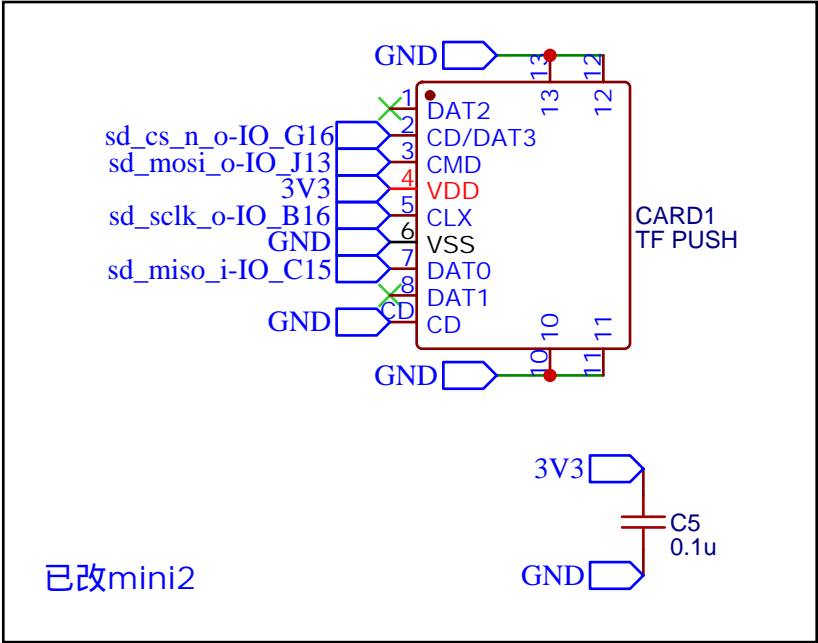 GND
13
12
13
12
1
DAT2
sd_cs_n_o-IO_G16
2
CD/DAT3
sd_mosi_o-IO_J13
3
CMD
3V3
4
VDD
sd_sclk_o-IO_B16
5
CLX
GND
6
VSS
sd_miso_i-IO_C15
7
DAT0
8
DAT1
GND
CD
CD
CARD1
TF PUSH
10
11
GND
10
11
3V3
C5
0.1u
GND
已改mini2